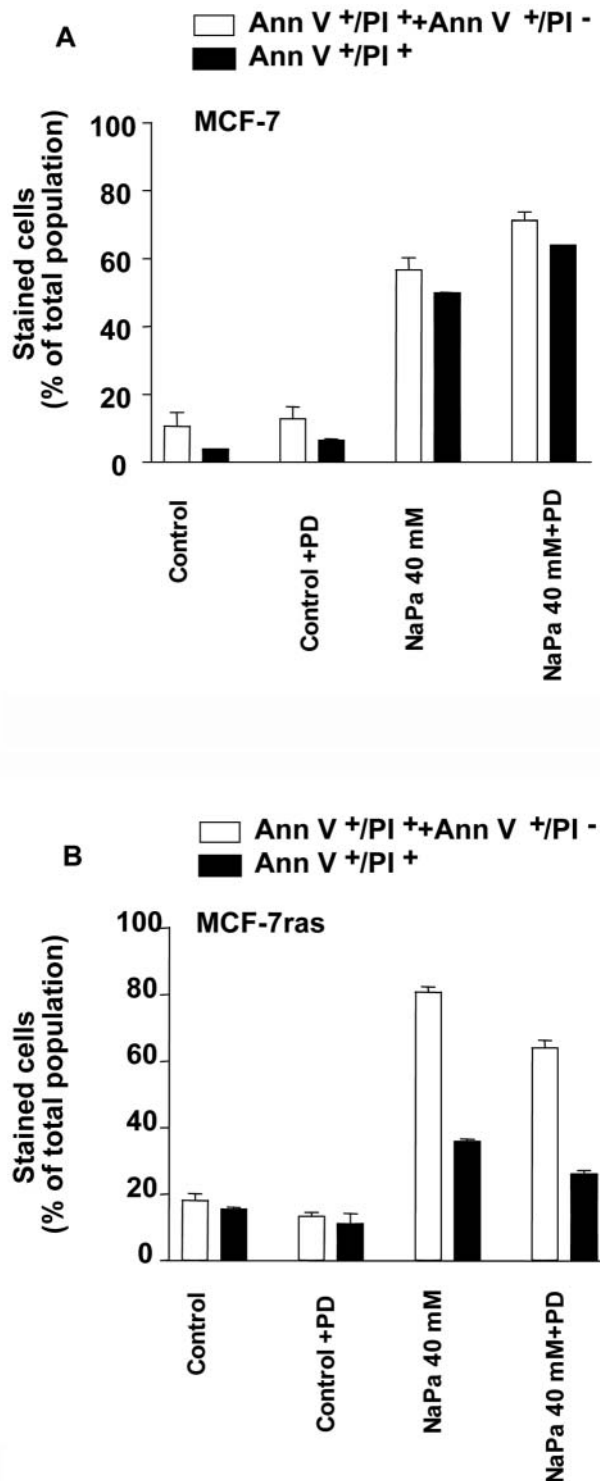 A
Ann V +/PI ++Ann V +/PI -
Ann V +/PI +
MCF-7
Stained cells
(% of total population)
100
80
60
40
20
0
Control
Control +PD
NaPa 40 mM
NaPa 40 mM+PD
B
Ann V +/PI ++Ann V +/PI -
Ann V +/PI +
MCF-7ras
Stained cells
(% of total population)
100
80
60
40
20
0
Control
Control +PD
NaPa 40 mM
NaPa 40 mM+PD